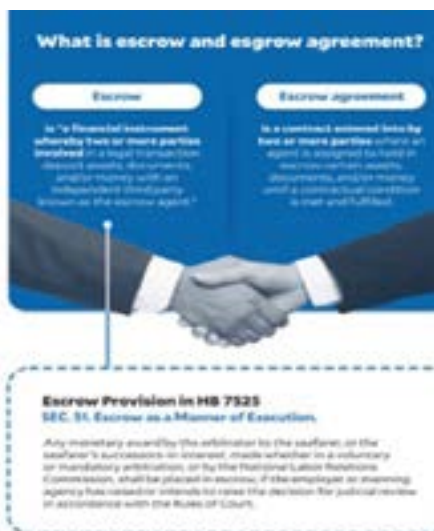 What is escrow and esgrow agreement?
Escrow
is "a financial instrument
whereby two or more parties
involved in a legal transaction
deposit assets, documents,
and/or money with an
independent third party
known as the escrow agent."
Escrow agreement
is a contract entered into by
two or more parties where an
agent is assigned to hold in
escrow certain assets,
documents, and/or money
until a contractual condition
is met and fulfilled.
Escrow Provision in HB 7525
SEC. 51. Escrow as a Manner of Execution.
Any monetary award by the arbitrator to the seafarer, or the
seafarer's successors-in-interest, made whether in a voluntary
or mandatory arbitration, or by the National Labor Relations
Commission, shall be placed in escrow, if the employer or manning
agency has raised or intends to raise the decision for judicial review
in accordance with the Rules of Court.